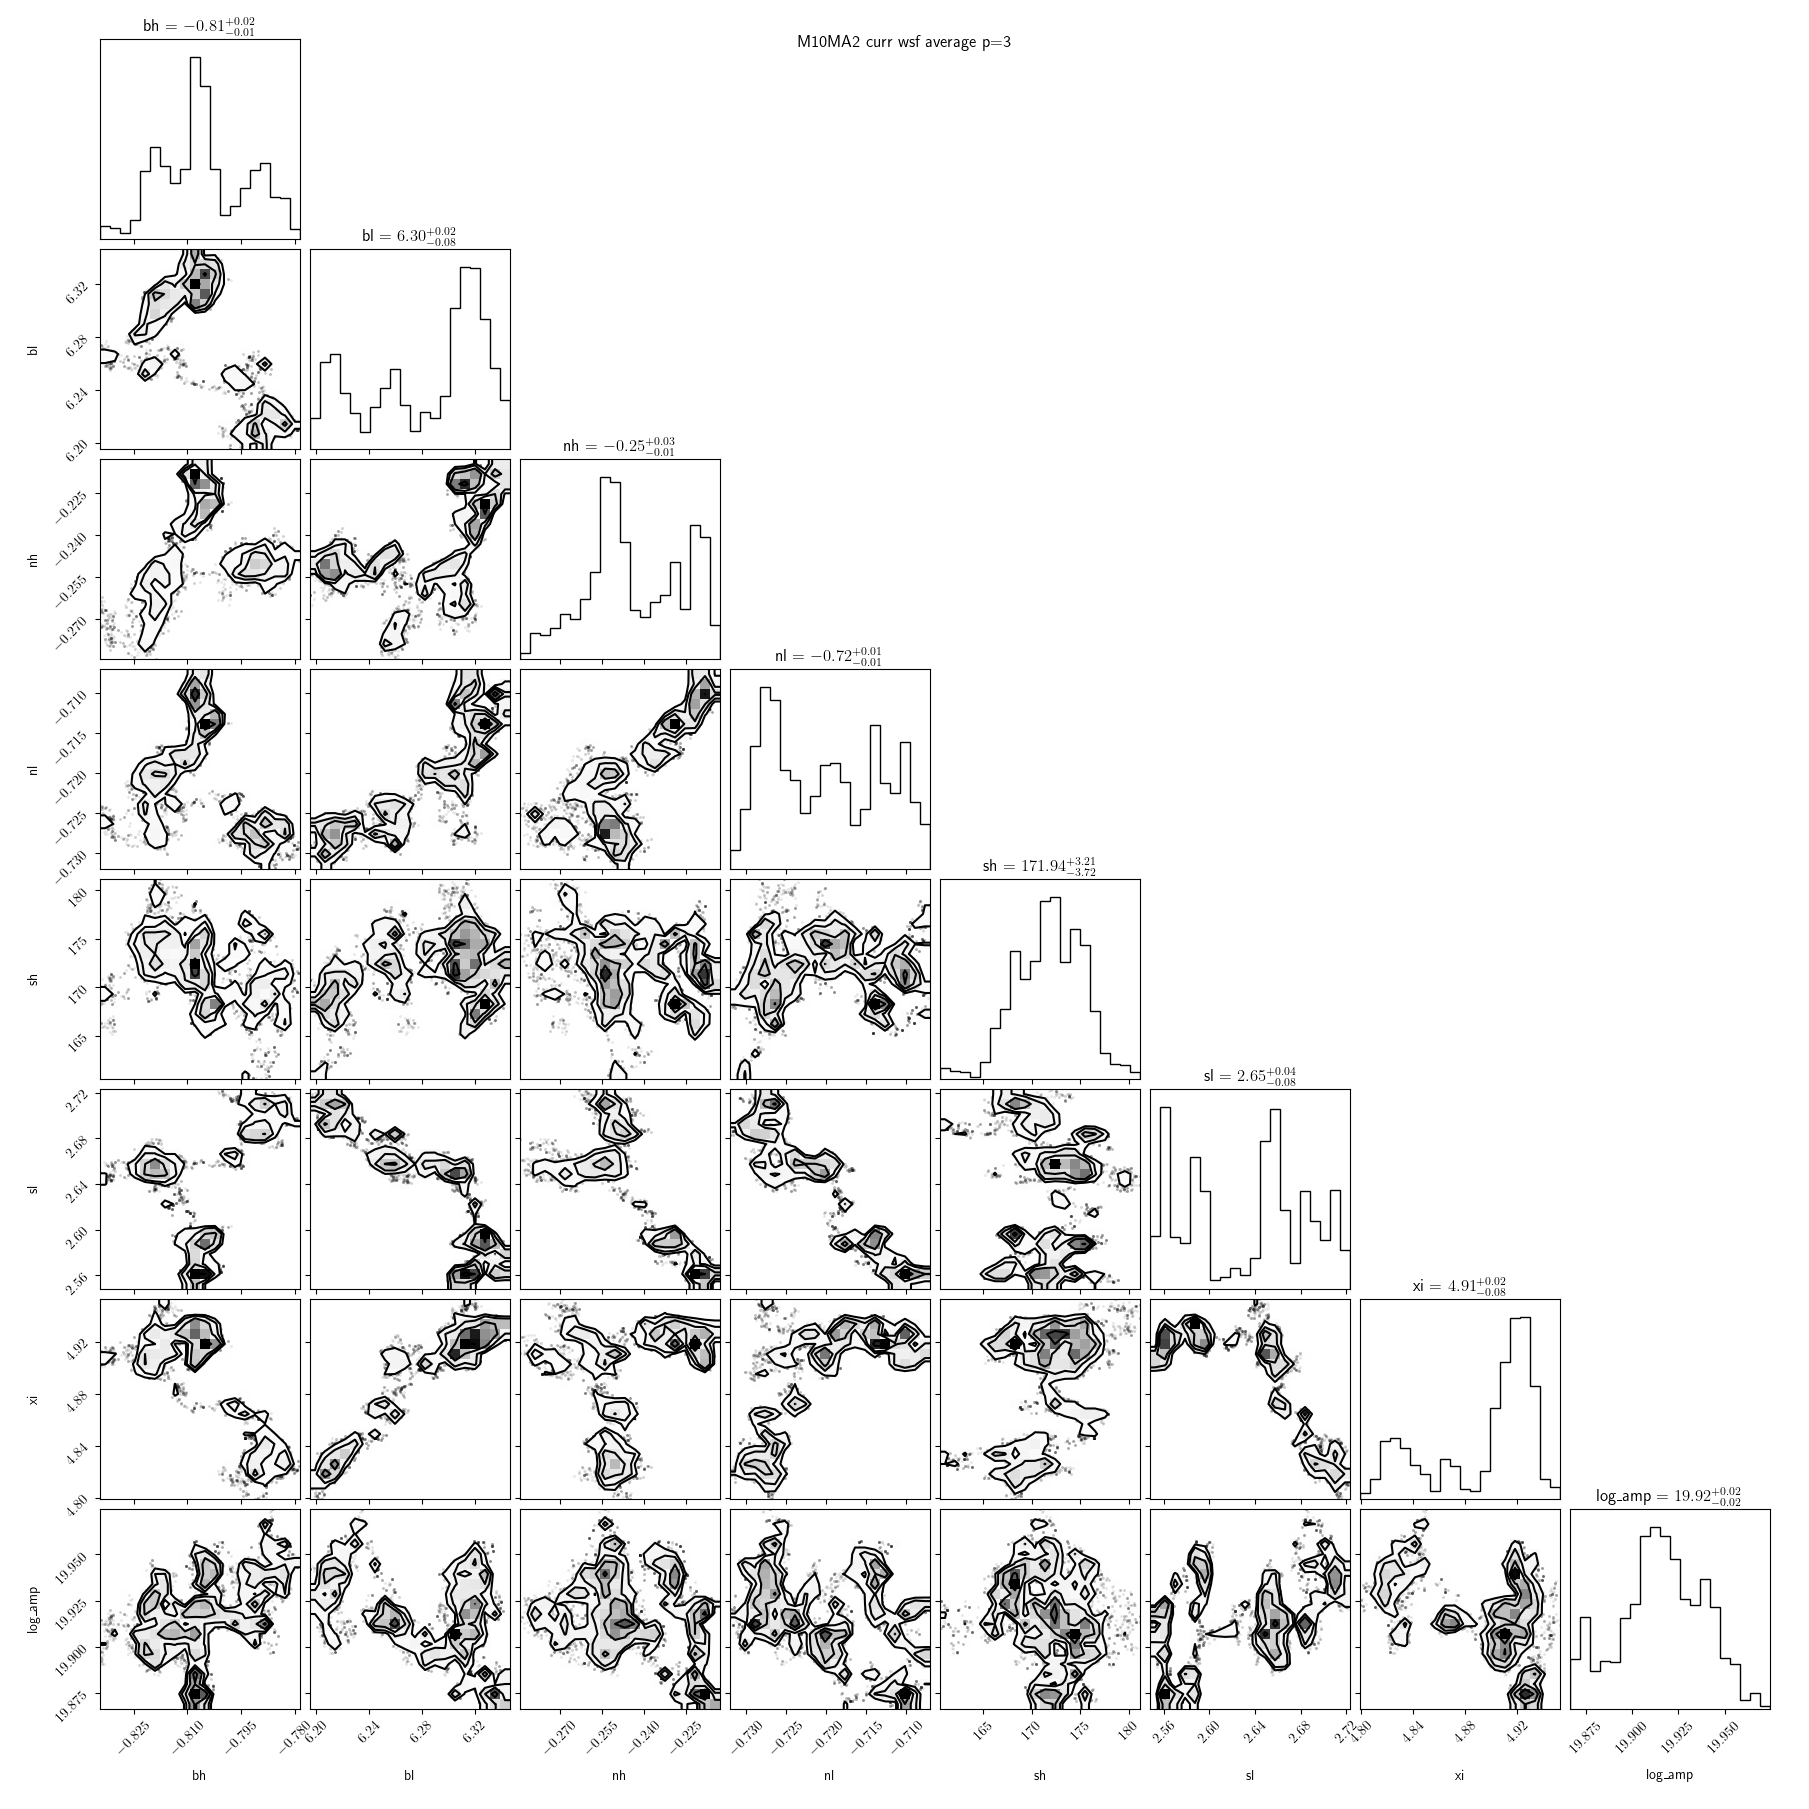 M10MA2 curr wsf average p=3
bh = −0.81+0.02−0.01
bl = 6.30+0.02−0.08
bl
6.32
6.28
6.24
6.20
nh = −0.25+0.03−0.01
nh
−0.225
−0.240
−0.255
−0.270
nl = −0.72+0.01−0.01
nl
−0.710
−0.715
−0.720
−0.725
−0.730
sh = 171.94+3.21−3.72
sh
180
175
170
165
sl = 2.65+0.04−0.08
sl
2.72
2.68
2.64
2.60
2.56
xi = 4.91+0.02−0.08
xi
4.92
4.88
4.84
4.80
log_amp = 19.92+0.02−0.02
log_amp
19.950
19.925
19.900
19.875
−0.825 −0.810 −0.795 −0.780 6.20 6.24 6.28 6.32 −0.270 −0.255 −0.240 −0.225 −0.730 −0.725 −0.720 −0.715 −0.710 165 170 175 180 2.56 2.60 2.64 2.68 2.72 4.80 4.84 4.88 4.92 19.875 19.900 19.925 19.950
bh bl nh nl sh sl xi log_amp